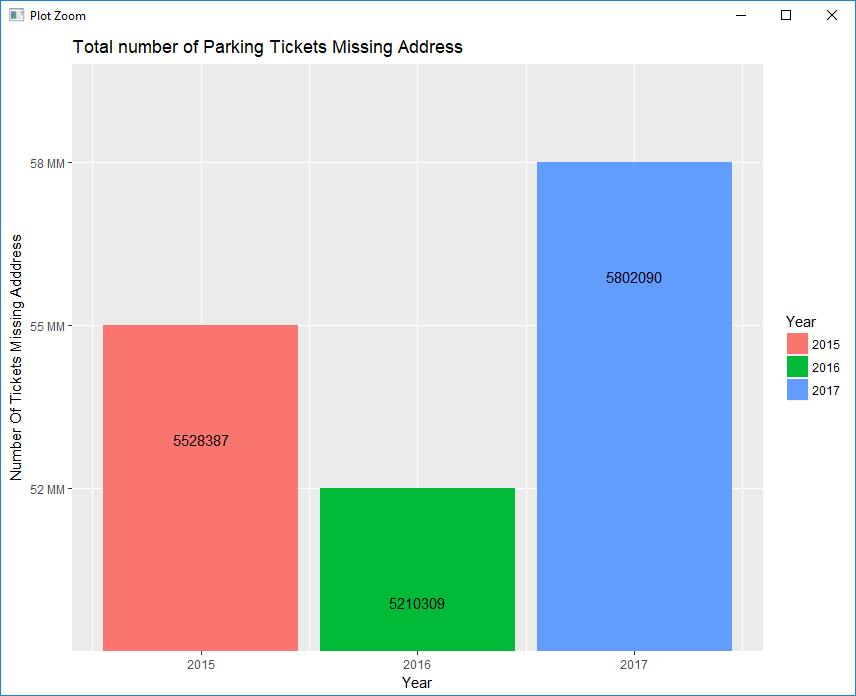 Plot Zoom
Total number of Parking Tickets Missing Address
58 MM
55 MM
52 MM
Number Of Tickets Missing Adddress
5528387
5210309
5802090
2015
2016
2017
Year
Year
2015
2016
2017